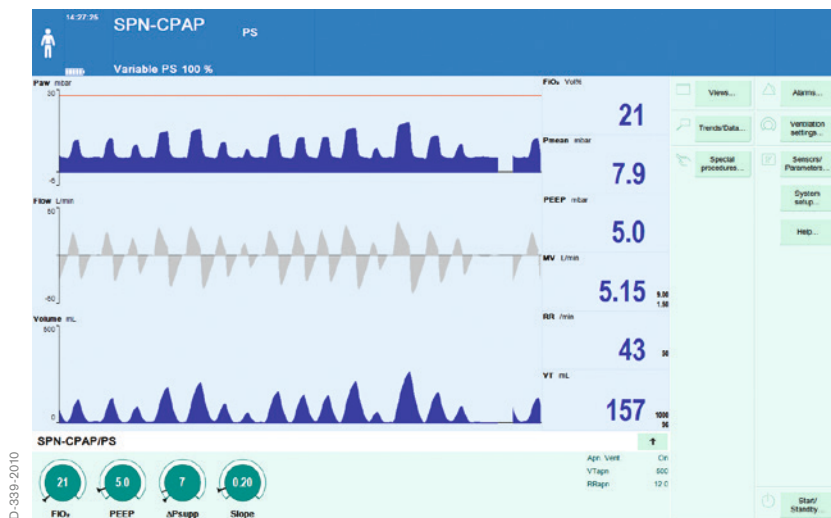 14:27:25
SPN-CPAP PS
Variable PS 100 %
Paw mbar
30
-5
Flow L/min
50
-50
Volume mL
500
0
FiO₂ Vol%
21
Pmean mbar
7.9
PEEP mbar
5.0
MV L/min
5.15
9.00
1.50
RR /min
43
50
VT mL
157
1000
50
Views...
Alarms...
Trends/Data...
Ventilation
settings...
Special
procedures...
Sensors/
Parameters...
System
setup...
Help...
SPN-CPAP/PS
21
5.0
7
0.20
FiO₂
PEEP
ΔPsupp
Slope
Apn Vent On
VTapn 500
RRapn 12.0
Start/
Standby...
D-339-2010